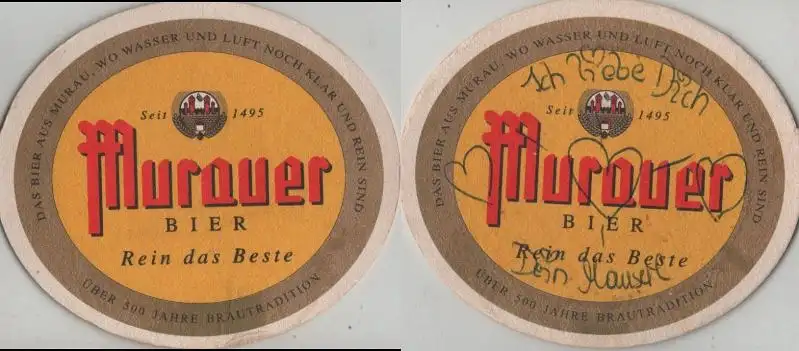 DAS BIER AUS MURAU, WO WASSER UND LUFT NOCH KLAR UND REIN SIND
Seit 1495
Murauer
BIER
Rein das Beste
ÜBER 500 JAHRE BRAUTRADITION
DAS BIER AUS MURAU, WO WASSER UND LUFT NOCH KLAR UND REIN SIND
Ich liebe Dich
Seit 1495
Murauer
BIER
Rein das Beste
Dein Mauserl
ÜBER 500 JAHRE BRAUTRADITION